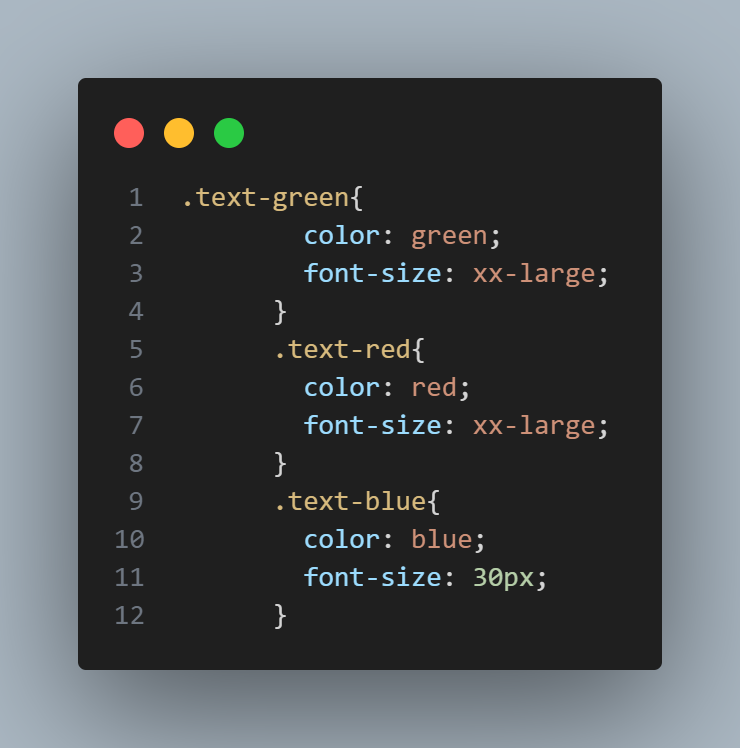 1 .text-green{
2         color: green;
3         font-size: xx-large;
4       }
5       .text-red{
6         color: red;
7         font-size: xx-large;
8       }
9       .text-blue{
10         color: blue;
11         font-size: 30px;
12       }